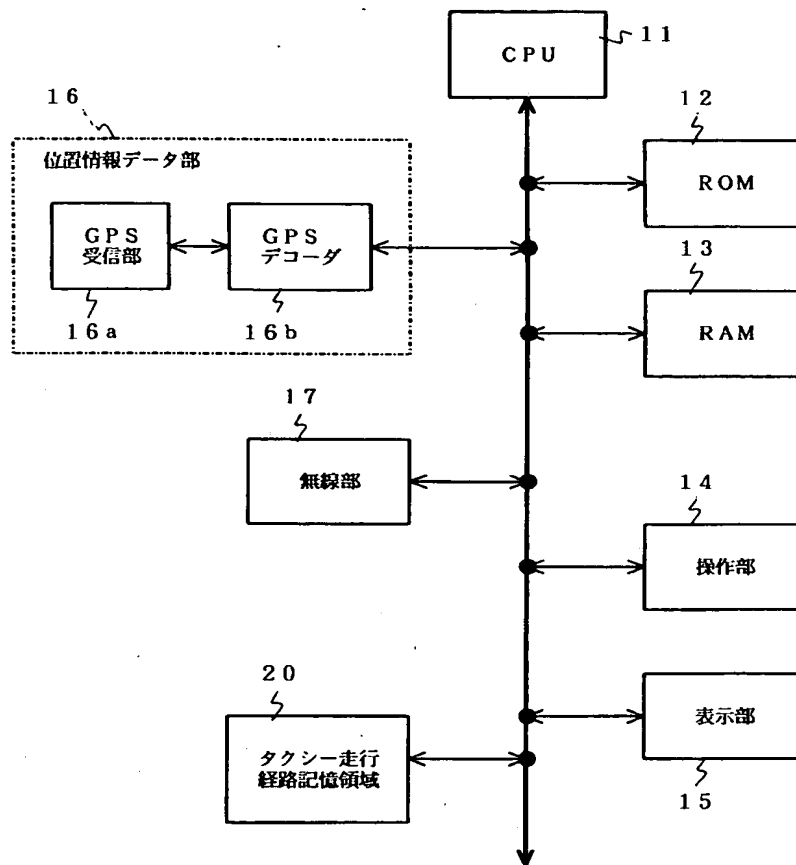 11
CPU
16
12
位置情報データ部
ROM
GPS
受信部
GPS
デコーダ
13
16a
16b
RAM
17
無線部
14
操作部
20
タクシー走行
経路記憶領域
表示部
15